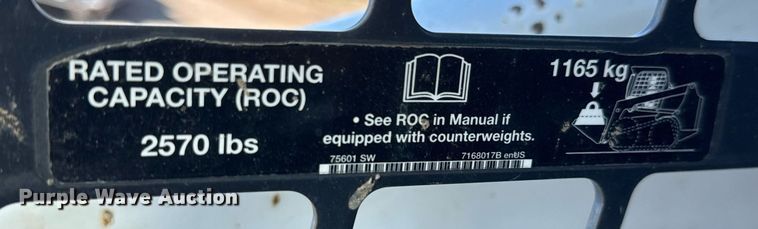 RATED OPERATING
CAPACITY (ROC)
2570 lbs
• See ROC in Manual if
equipped with counterweights.
75601 SW 7168017B enUS
1165 kg
Purple Wave Auction